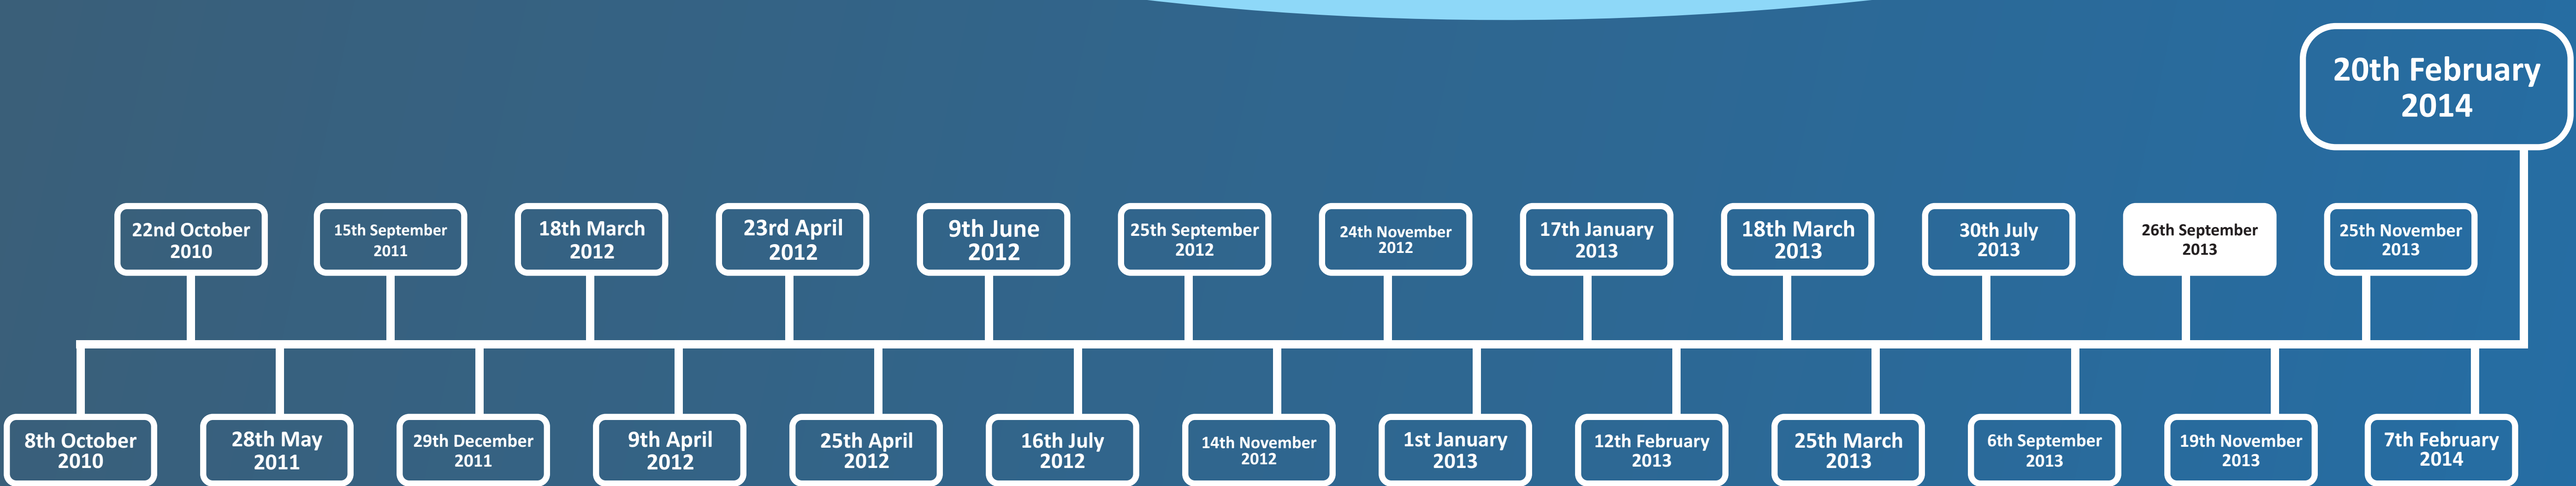 20th February
2014
22nd October
2010
15th September
2011
18th March
2012
23rd April
2012
9th June
2012
25th September
2012
24th November
2012
17th January
2013
18th March
2013
30th July
2013
26th September
2013
25th November
2013
8th October
2010
28th May
2011
29th December
2011
9th April
2012
25th April
2012
16th July
2012
14th November
2012
1st January
2013
12th February
2013
25th March
2013
6th September
2013
19th November
2013
7th February
2014